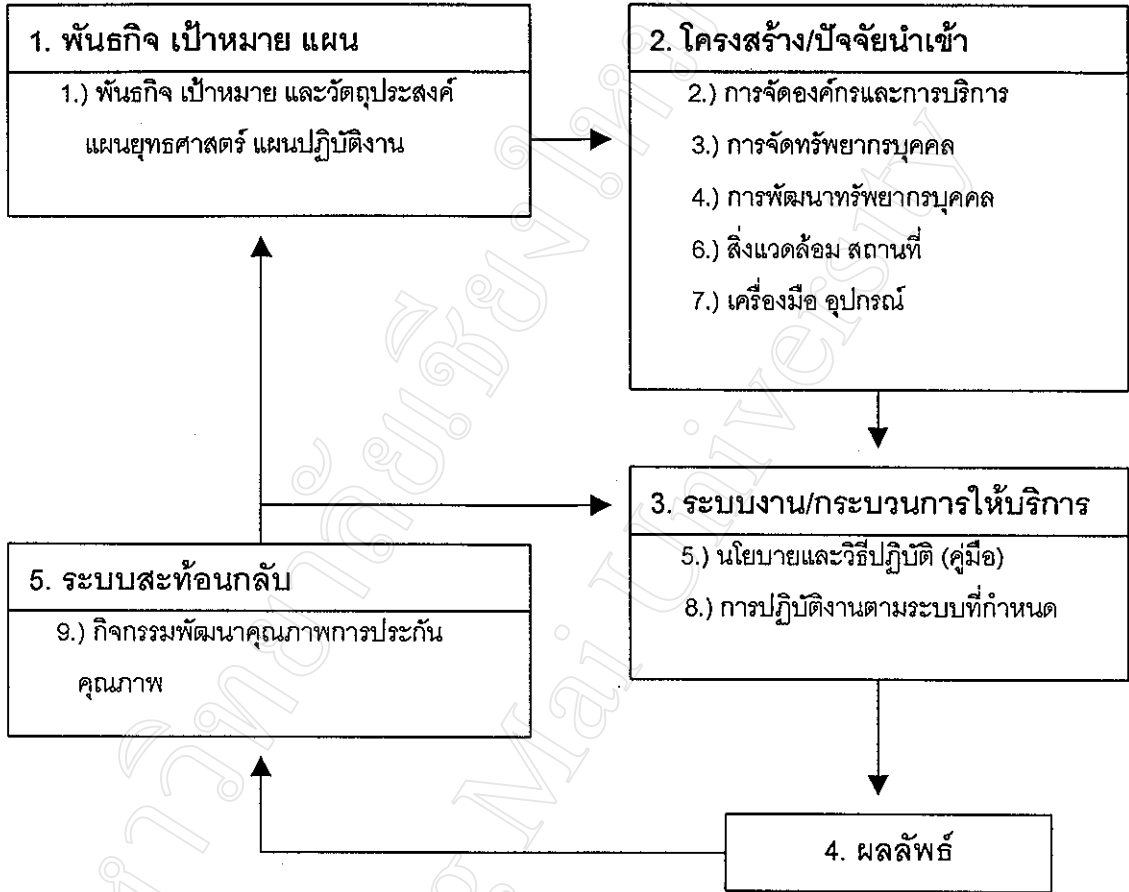 1. พันธกิจ เป้าหมาย แผน
1.) พันธกิจ เป้าหมาย และวัตถุประสงค์
แผนยุทธศาสตร์ แผนปฏิบัติงาน
2. โครงสร้าง/ปัจจัยนำเข้า
2.) การจัดองค์กรและการบริการ
3.) การจัดทรัพยากรบุคคล
4.) การพัฒนาทรัพยากรบุคคล
6.) สิ่งแวดล้อม สถานที่
7.) เครื่องมือ อุปกรณ์
3. ระบบงาน/กระบวนการให้บริการ
5.) นโยบายและวิธีปฏิบัติ (คู่มือ)
8.) การปฏิบัติงานตามระบบที่กำหนด
5. ระบบสะท้อนกลับ
9.) กิจกรรมพัฒนาคุณภาพการประกัน
คุณภาพ
4. ผลลัพธ์
Mai University